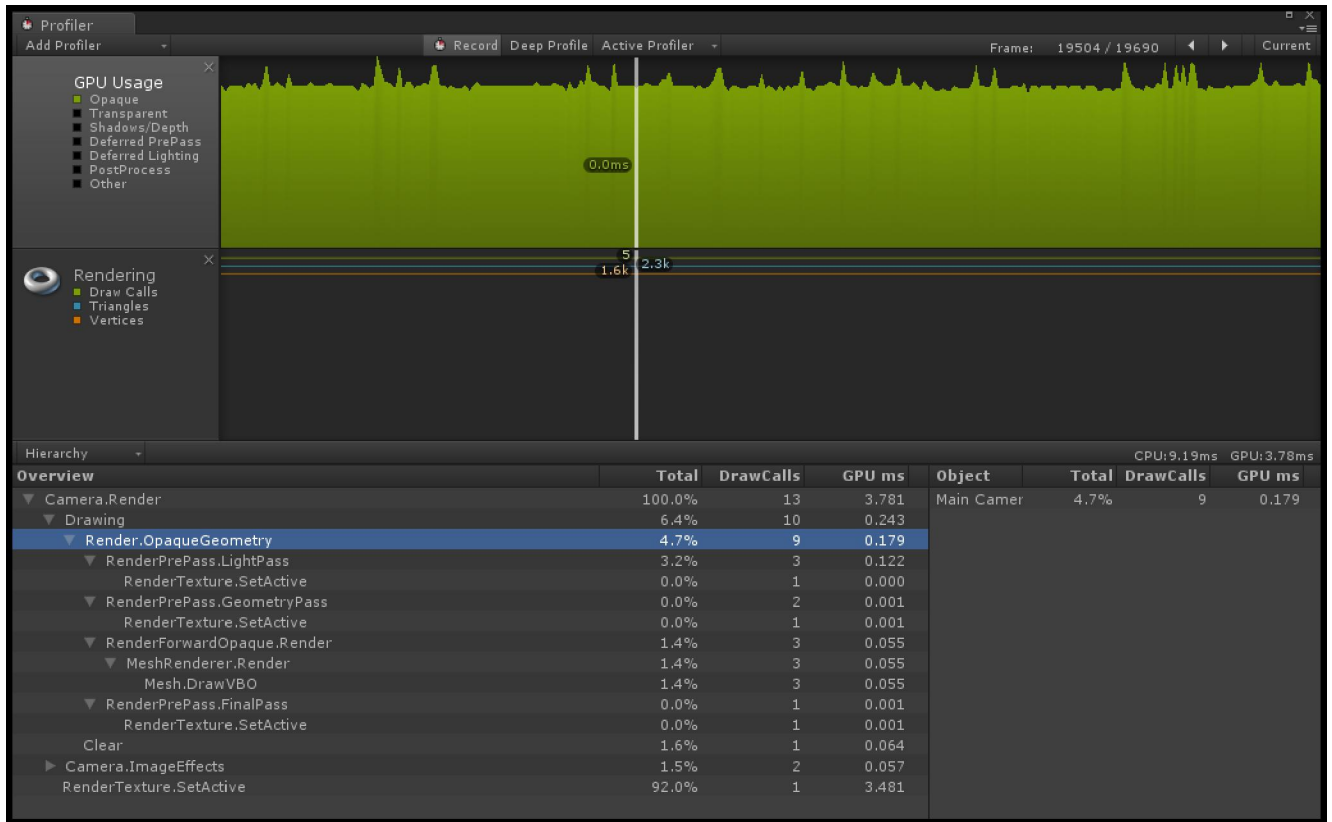 Profiler
Add Profiler
Record Deep Profile Active Profiler Frame: 19504 / 19690 Current
GPU Usage
Opaque
Transparent
Shadows/Depth
Deferred PrePass
Deferred Lighting
PostProcess
Other
0.0ms
Rendering
Draw Calls
Triangles
Vertices
5
2.3k
1.6k
Hierarchy CPU:9.19ms GPU:3.78ms
Overview Total DrawCalls GPU ms Object Total DrawCalls GPU ms
Camera.Render 100.0% 13 3.781 Main Camer 4.7% 9 0.179
Drawing 6.4% 10 0.243
Render.OpaqueGeometry 4.7% 9 0.179
RenderPrePass.LightPass 3.2% 3 0.122
RenderTexture.SetActive 0.0% 1 0.000
RenderPrePass.GeometryPass 0.0% 2 0.001
RenderTexture.SetActive 0.0% 1 0.001
RenderForwardOpaque.Render 1.4% 3 0.055
MeshRenderer.Render 1.4% 3 0.055
Mesh.DrawVBO 1.4% 3 0.055
RenderPrePass.FinalPass 0.0% 1 0.001
RenderTexture.SetActive 0.0% 1 0.001
Clear 1.6% 1 0.064
Camera.ImageEffects 1.5% 2 0.057
RenderTexture.SetActive 92.0% 1 3.481